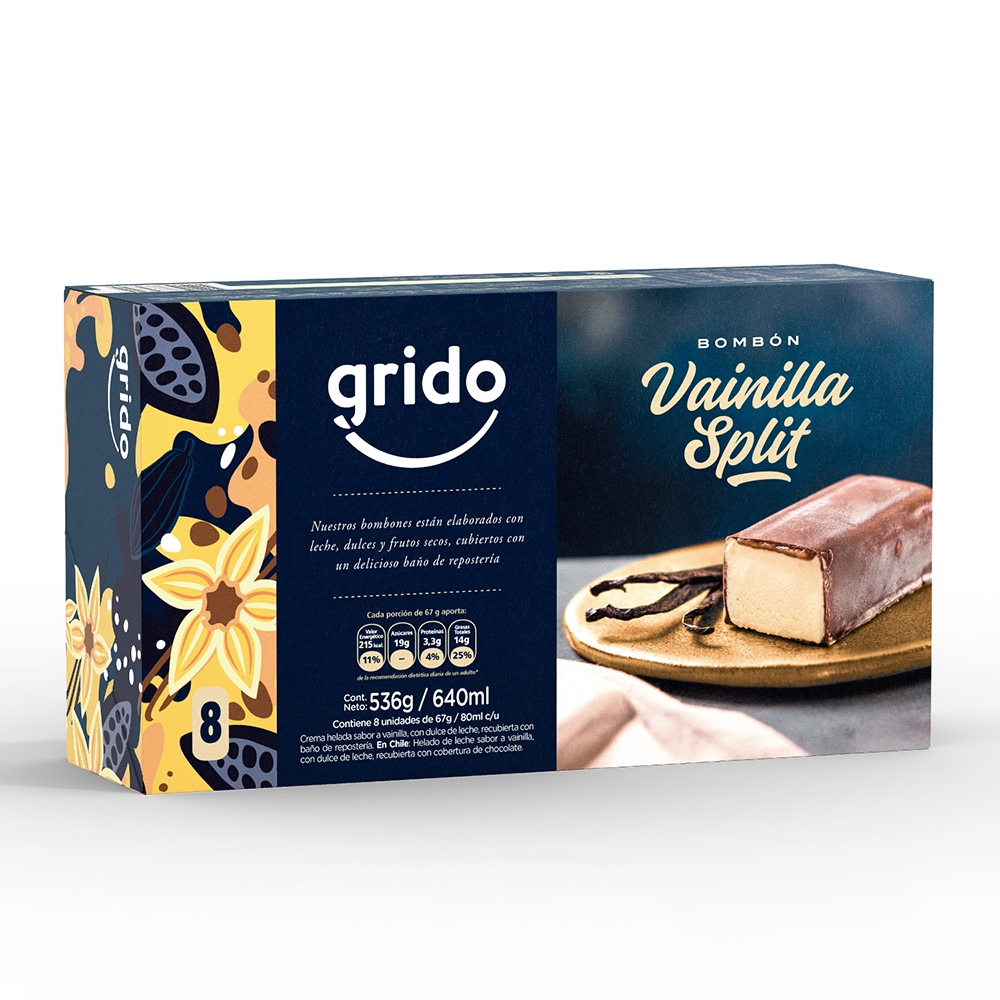 grido
8
grido
Nuestros bombones están elaborados con
leche, dulces y frutos secos, cubiertos con
un delicioso baño de repostería
Cada porción de 67 g aporta:
Valor Energético 215 kcal 11%
Azúcares 19g –
Proteínas 3,3g 4%
Grasas Totales 14g 25%
de la recomendación dietética diaria de un adulto*
Cont. Neto: 536g / 640ml
Contiene 8 unidades de 67g / 80ml c/u
Crema helada sabor a vainilla, con dulce de leche, recubierta con
baño de repostería. En Chile: Helado de leche sabor a vainilla,
con dulce de leche, recubierta con cobertura de chocolate.
BOMBÓN
Vainilla
Split